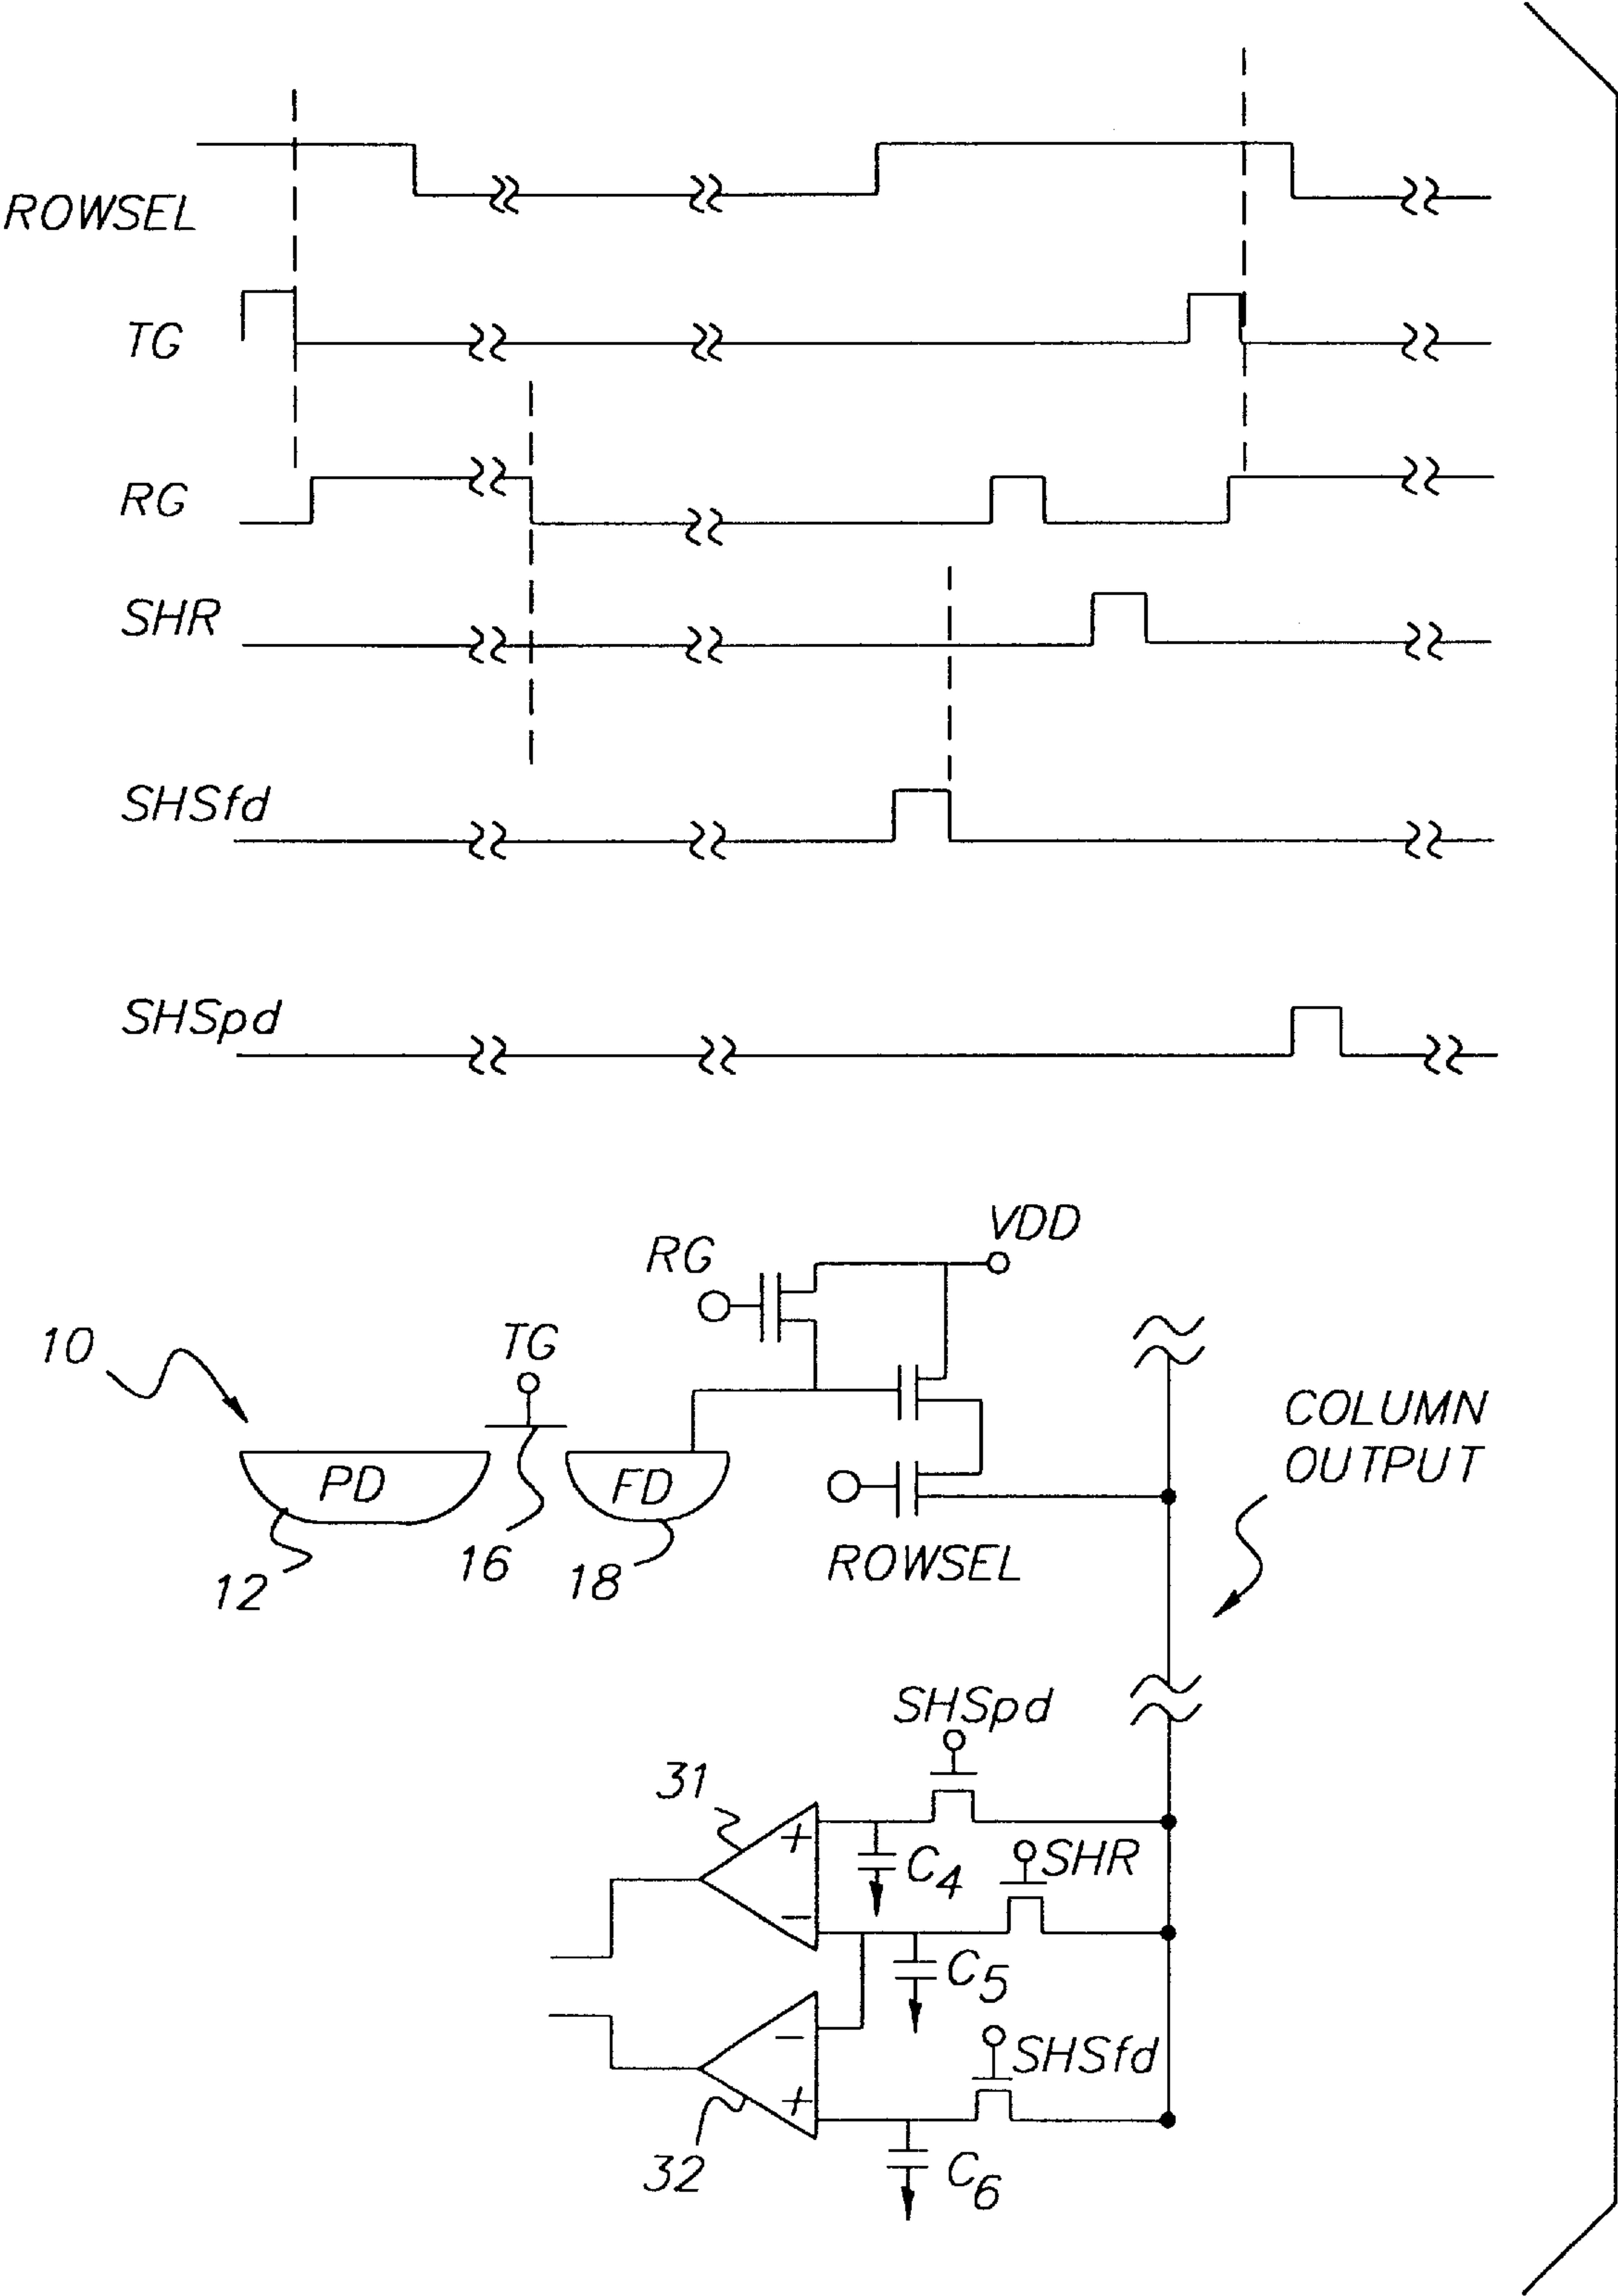 ROWSEL
TG
RG
SHR
SHSfd
SHSpd
VDD
RG
TG
10
COLUMN
OUTPUT
PD
FD
12
16
18
ROWSEL
SHSpd
31
+
C4
SHR
−
C5
−
SHSfd
+
32
C6